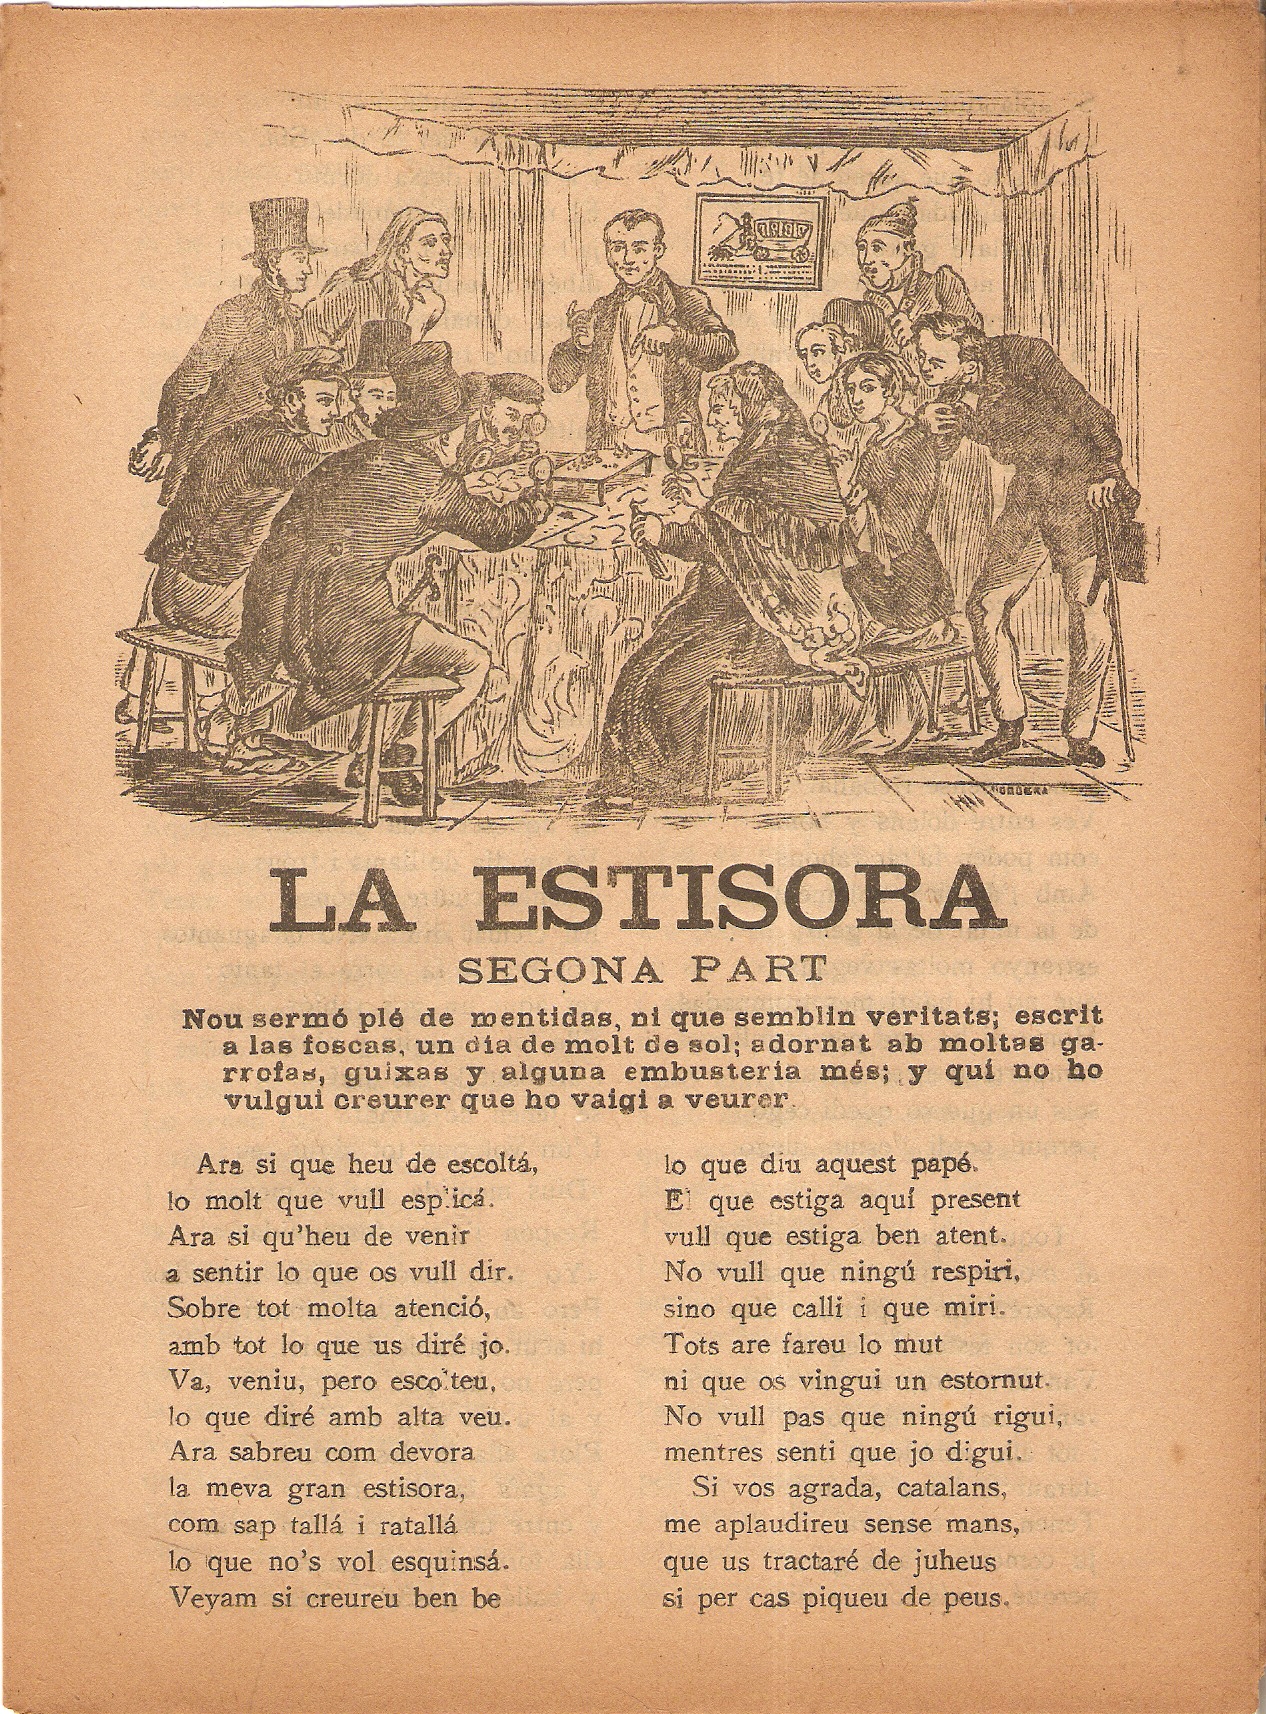 LA ESTISORA
SEGONA PART
Nou sermó plé de mentidas, ni que semblin veritats; escrit
a las foscas, un dia de molt de sol; adornat ab moltas ga-
rrofas, guixas y alguna embustería més; y qui no ho
vulgui creurer que ho vaigi a veurer
Ara si que heu de escoltá,
lo molt que vull esplicá.
Ara si qu'heu de venir
a sentir lo que os vull dir.
Sobre tot molta atenció,
amb tot lo que us diré jo.
Va, veniu, pero escolteu,
lo que diré amb alta veu.
Ara sabreu com devora
la meva gran estisora,
com sap tallá i ratallá
lo que no's vol esquinsá.
Veyam si creureu ben be
lo que diu aquest papé.
El que estiga aquí present
vull que estiga ben atent.
No vull que ningú respiri,
sino que calli i que miri.
Tots are fareu lo mut
ni que os vingui un estornut.
No vull pas que ningú rigui,
mentres senti que jo digui.
Si vos agrada, catalans,
me aplaudireu sense mans,
que us tractaré de juheus
si per cas piqueu de peus.